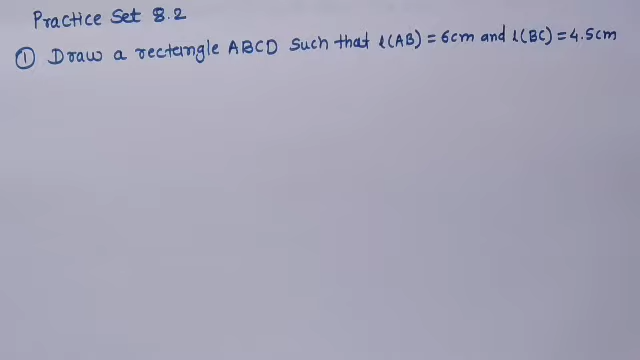 Practice Set 8.2
① Draw a rectangle ABCD Such that l(AB) = 6cm and l(BC) = 4.5cm